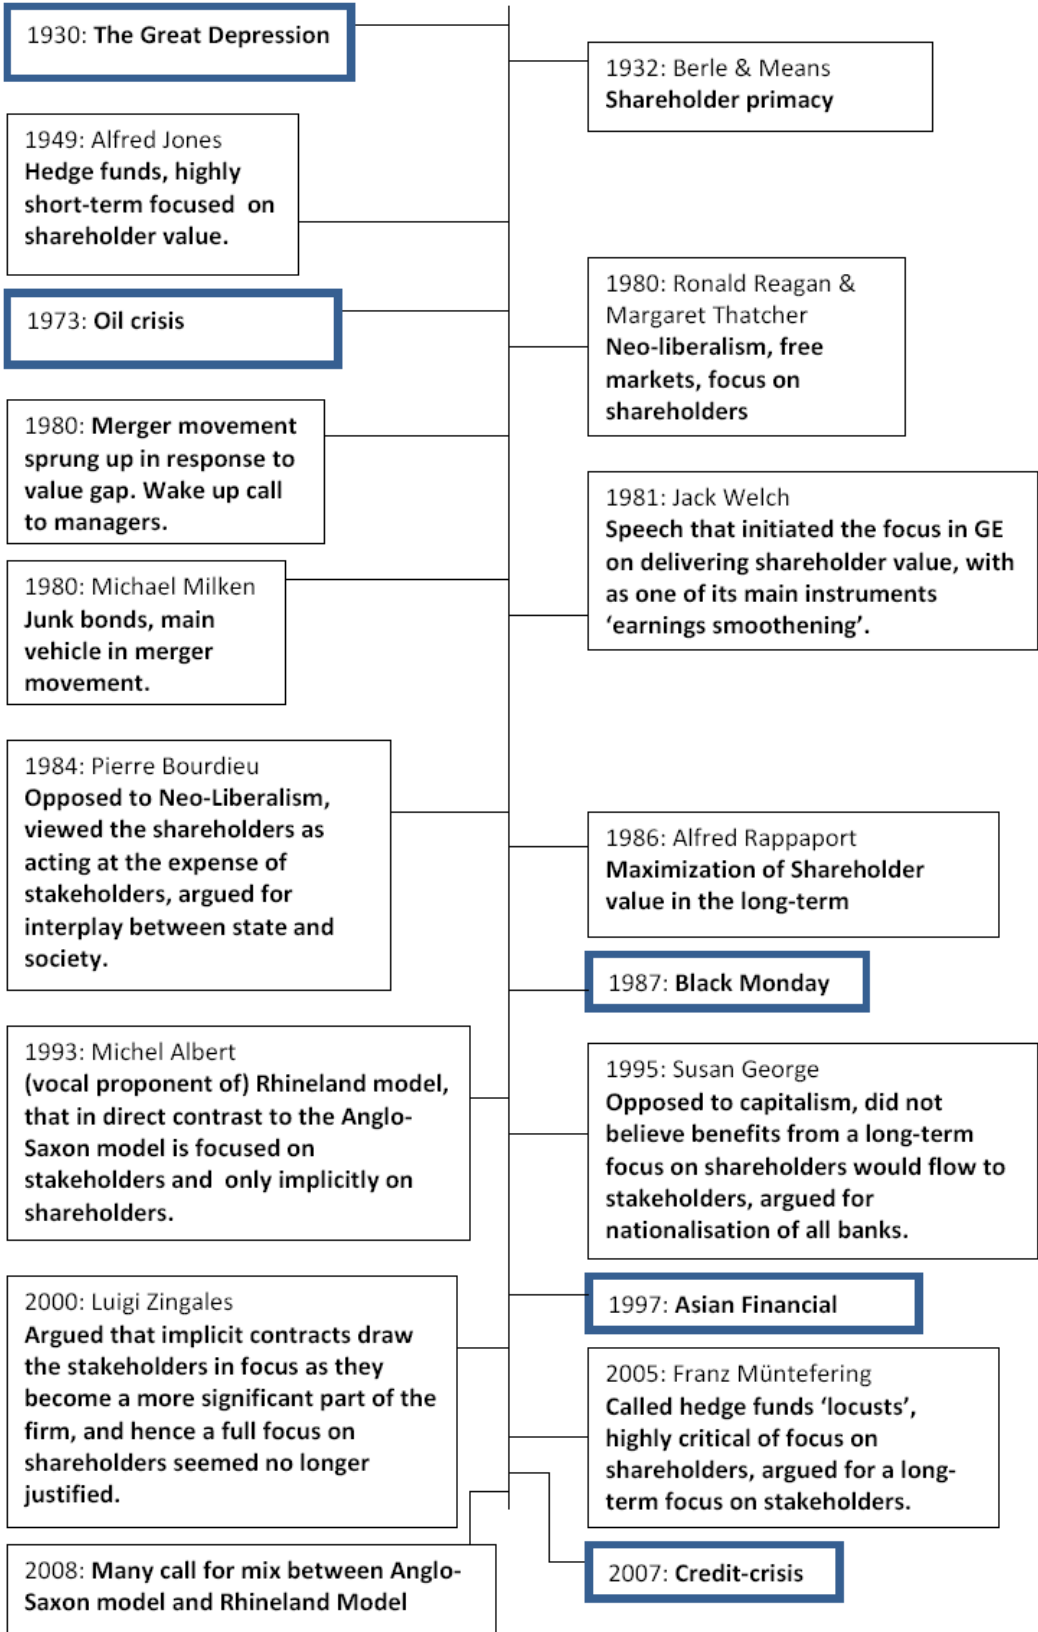 1930: The Great Depression
1932: Berle & Means
Shareholder primacy
1949: Alfred Jones
Hedge funds, highly
short-term focused  on
shareholder value.
1973: Oil crisis
1980: Ronald Reagan &
Margaret Thatcher
Neo-liberalism, free
markets, focus on
shareholders
1980: Merger movement
sprung up in response to
value gap. Wake up call
to managers.
1981: Jack Welch
Speech that initiated the focus in GE
on delivering shareholder value, with
as one of its main instruments
‘earnings smoothening’.
1980: Michael Milken
Junk bonds, main
vehicle in merger
movement.
1984: Pierre Bourdieu
Opposed to Neo-Liberalism,
viewed the shareholders as
acting at the expense of
stakeholders, argued for
interplay between state and
society.
1986: Alfred Rappaport
Maximization of Shareholder
value in the long-term
1987: Black Monday
1993: Michel Albert
(vocal proponent of) Rhineland model,
that in direct contrast to the Anglo-
Saxon model is focused on
stakeholders and  only implicitly on
shareholders.
1995: Susan George
Opposed to capitalism, did not
believe benefits from a long-term
focus on shareholders would flow to
stakeholders, argued for
nationalisation of all banks.
1997: Asian Financial
2000: Luigi Zingales
Argued that implicit contracts draw
the stakeholders in focus as they
become a more significant part of the
firm, and hence a full focus on
shareholders seemed no longer
justified.
2005: Franz Müntefering
Called hedge funds ‘locusts’,
highly critical of focus on
shareholders, argued for a long-
term focus on stakeholders.
2008: Many call for mix between Anglo-
Saxon model and Rhineland Model
2007: Credit-crisis